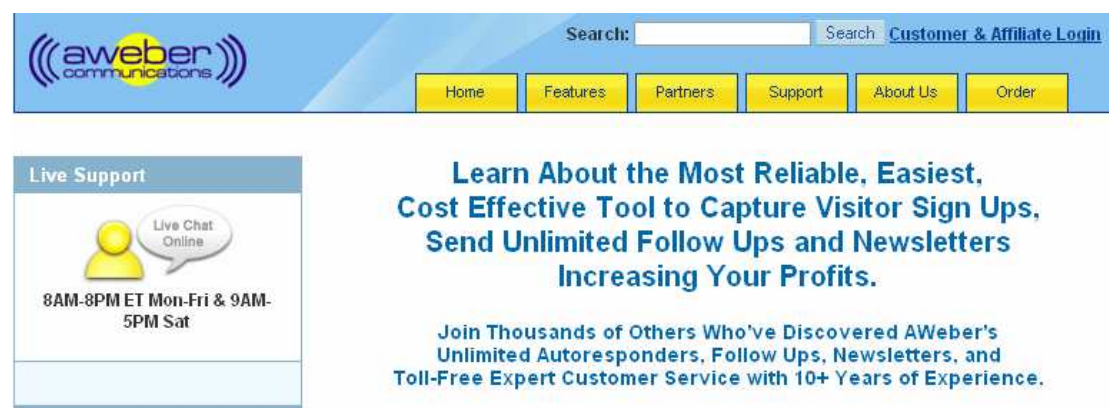 Search: Search Customer & Affiliate Login
aweber
communications
Home Features Partners Support About Us Order
Live Support
Live Chat
Online
8AM-8PM ET Mon-Fri & 9AM-
5PM Sat
Learn About the Most Reliable, Easiest,
Cost Effective Tool to Capture Visitor Sign Ups,
Send Unlimited Follow Ups and Newsletters
Increasing Your Profits.
Join Thousands of Others Who've Discovered AWeber's
Unlimited Autoresponders, Follow Ups, Newsletters, and
Toll-Free Expert Customer Service with 10+ Years of Experience.